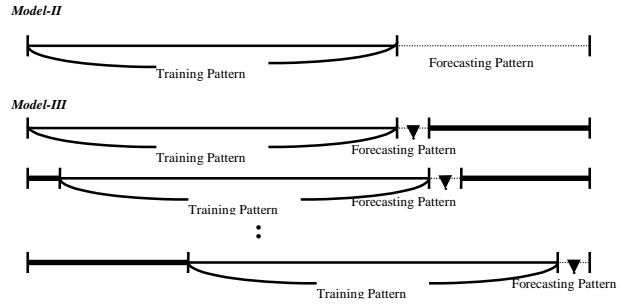 Model-II
Training Pattern
Forecasting Pattern
Model-III
Training Pattern
Forecasting Pattern
Training Pattern
Forecasting Pattern
:
Training Pattern
Forecasting Pattern